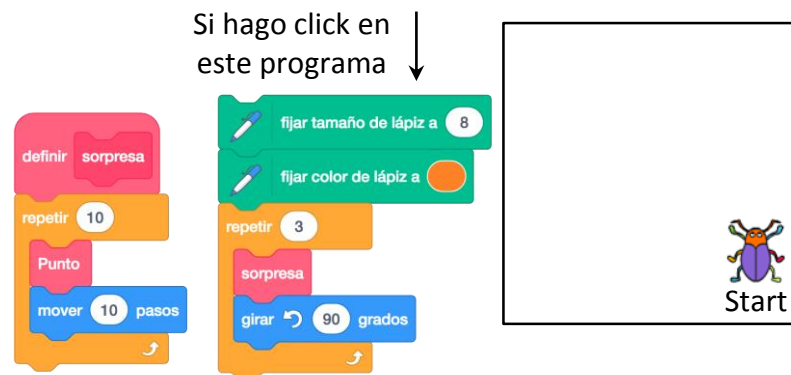 Si hago click en
este programa
definir sorpresa
repetir 10
Punto
mover 10 pasos
fijar tamaño de lápiz a 8
fijar color de lápiz a
repetir 3
sorpresa
girar 90 grados
Start